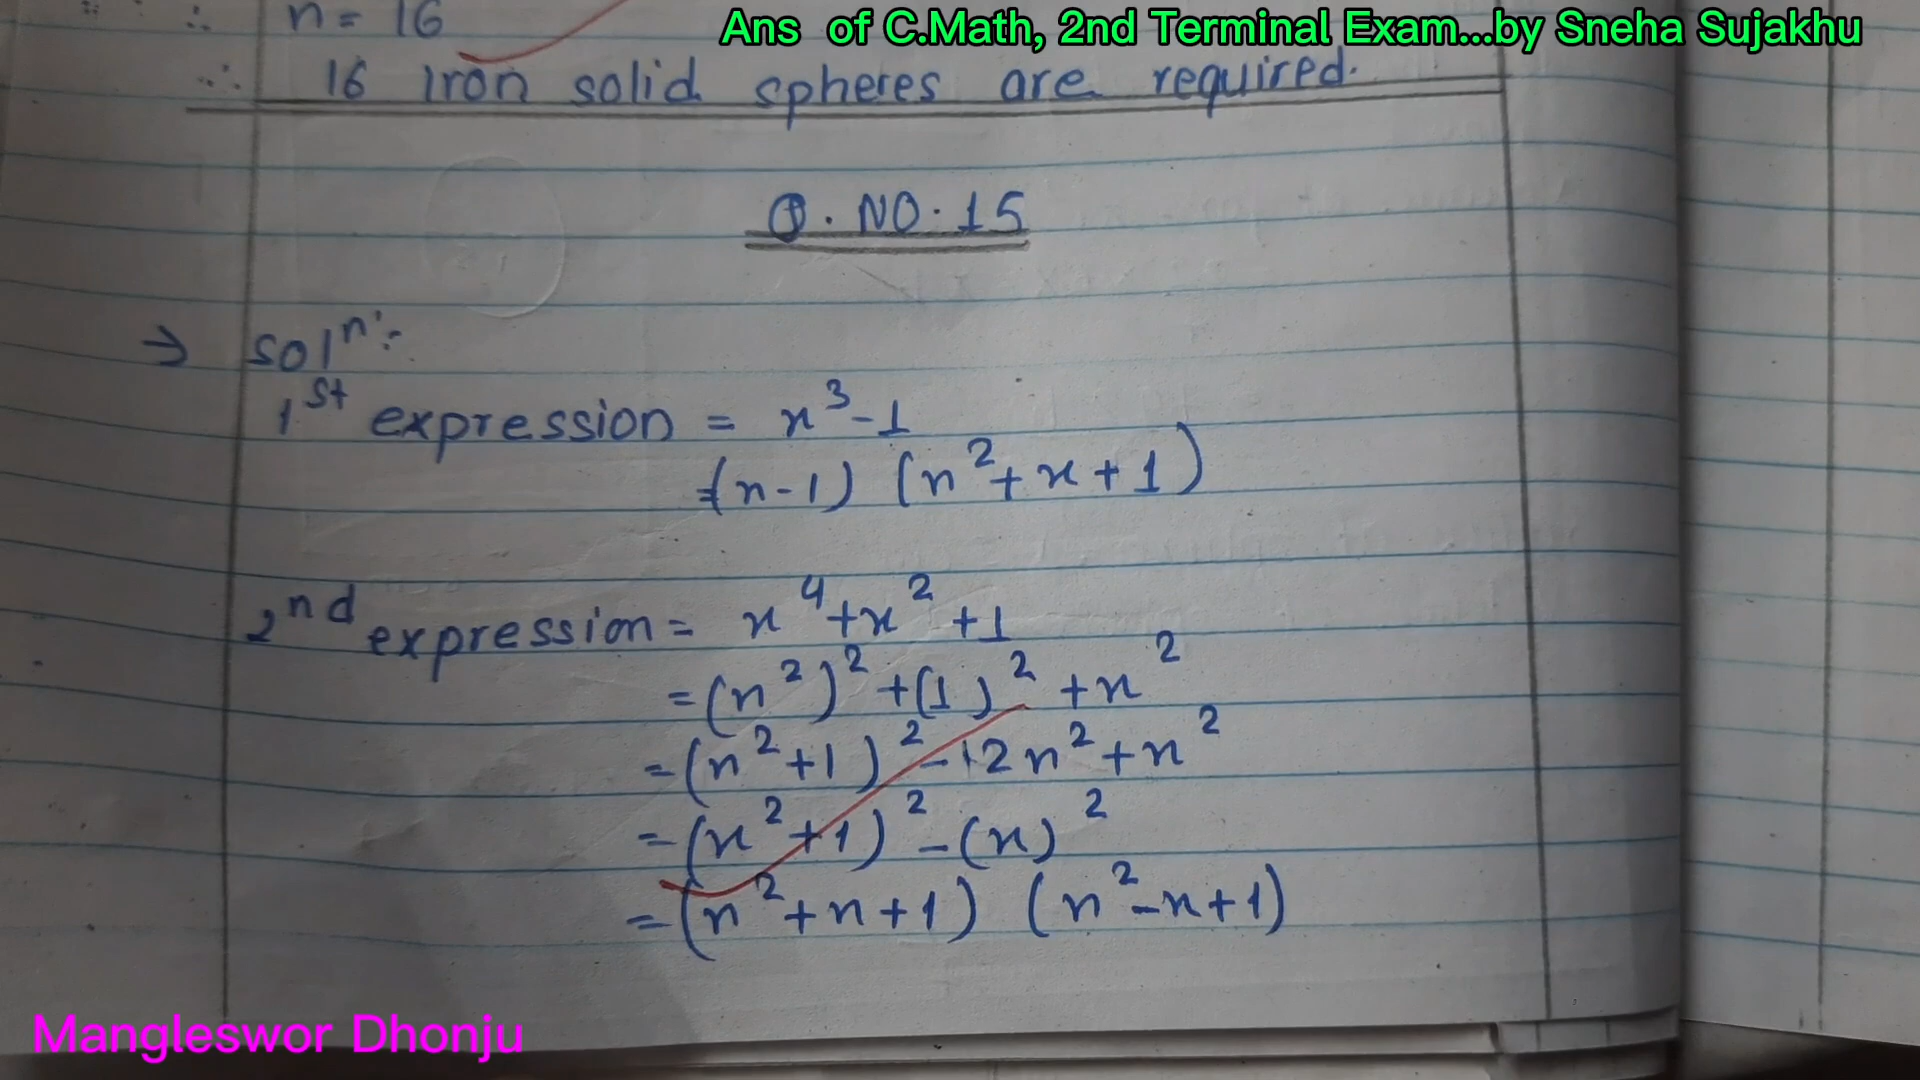 Ans of C.Math, 2nd Terminal Exam...by Sneha Sujakhu
∴ n = 16
∴ 16 iron solid spheres are required.
Q. NO. 15
→ Solⁿ:-
1st expression = x³ - 1
= (x-1) (x² + x + 1)
2nd expression = x⁴ + x² + 1
= (x²)² + (1)² + x²
= (x² + 1)² - 2x² + x²
= (x² + 1)² - (x)²
= (x² + x + 1) (x² - x + 1)
Mangleswor Dhonju